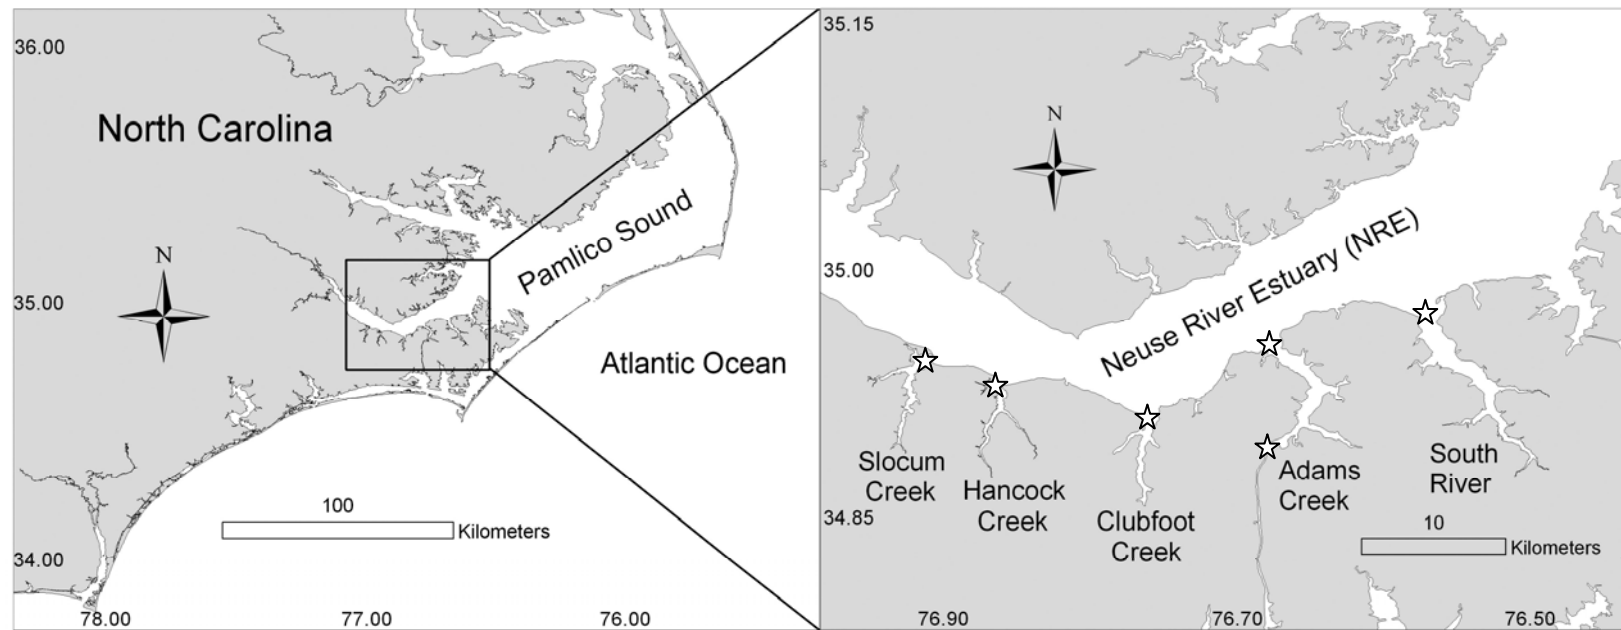 36.00
North Carolina
N
Pamlico Sound
35.00
Atlantic Ocean
100
Kilometers
34.00
78.00
77.00
76.00
35.15
N
35.00
Neuse River Estuary (NRE)
Slocum
Creek
Hancock
Creek
Clubfoot
Creek
Adams
Creek
South
River
34.85
10
Kilometers
76.90
76.70
76.50